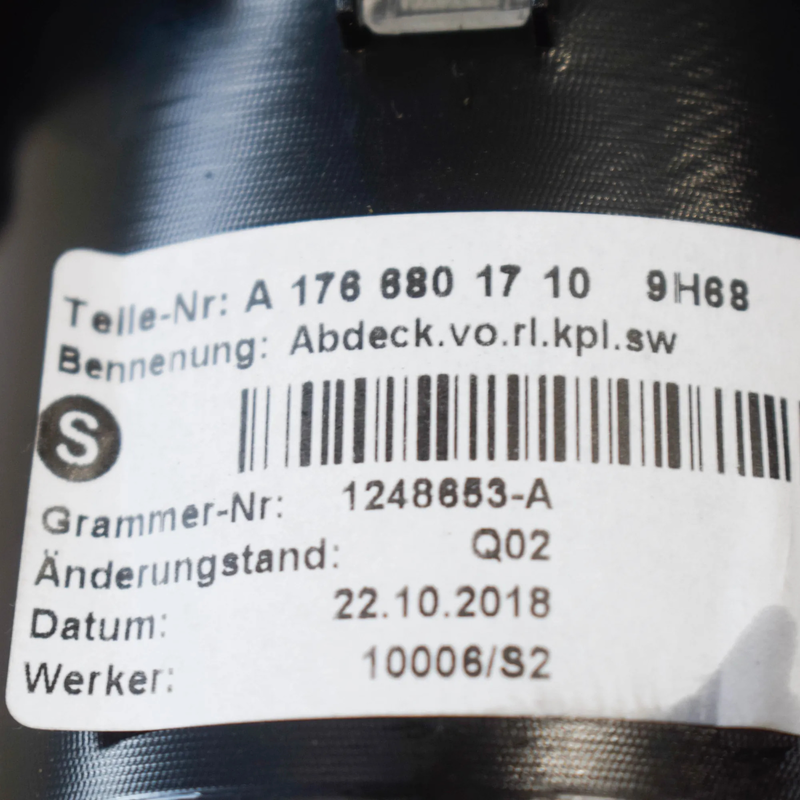 Teile-Nr: A 176 680 17 10 9H68
Bennenung: Abdeck.vo.rl.kpl.sw
S
Grammer-Nr: 1248653-A
Änderungstand: Q02
Datum: 22.10.2018
Werker: 10006/S2